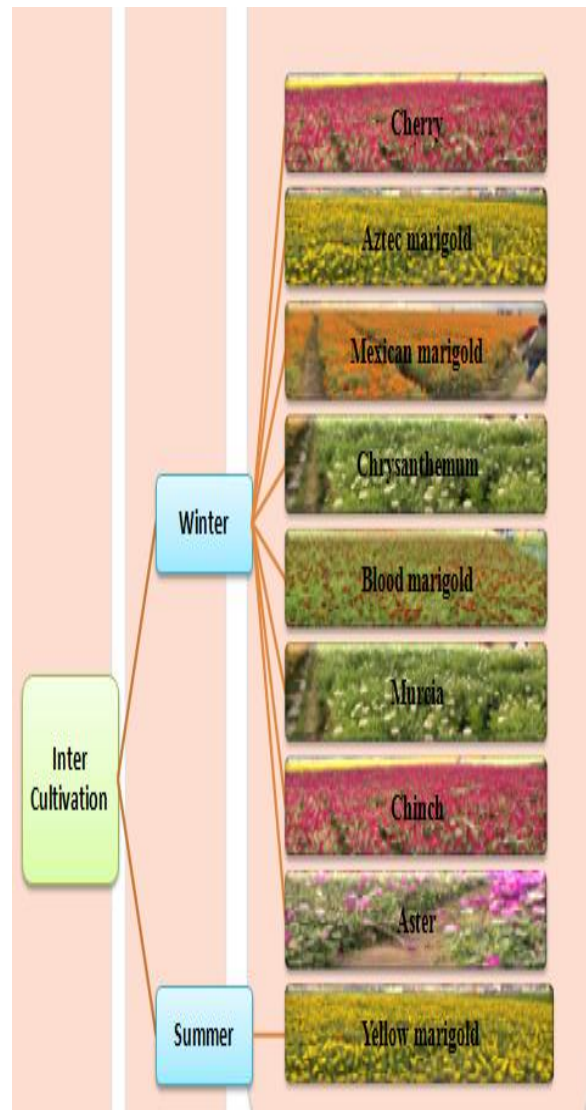 Cherry
Aztec marigold
Mexican marigold
Chrysanthemum
Winter
Blood marigold
Murcia
Inter
Cultivation
Chinch
Aster
Summer
Yellow marigold